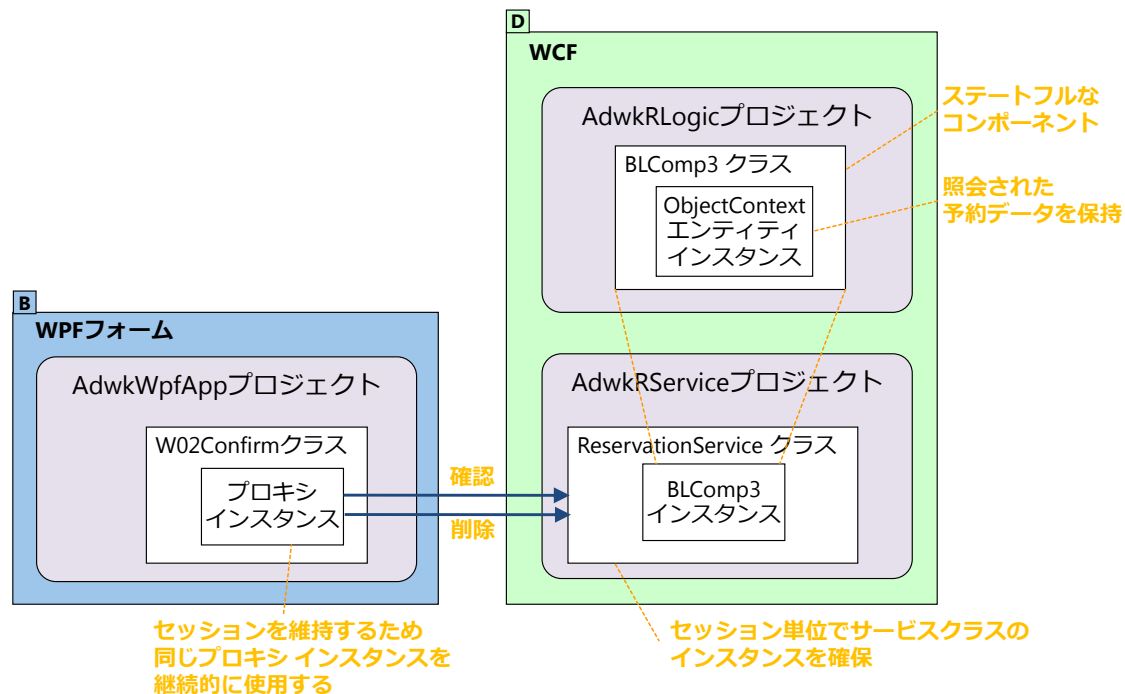 D
WCF
AdwkRLogicプロジェクト
BLComp3 クラス
ObjectContext
エンティティ
インスタンス
ステートフルな
コンポーネント
照会された
予約データを保持
B
WPFフォーム
AdwkWpfAppプロジェクト
W02Confirmクラス
プロキシ
インスタンス
確認
削除
AdwkRServiceプロジェクト
ReservationService クラス
BLComp3
インスタンス
セッションを維持するため
同じプロキシ インスタンスを
継続的に使用する
セッション単位でサービスクラスの
インスタンスを確保